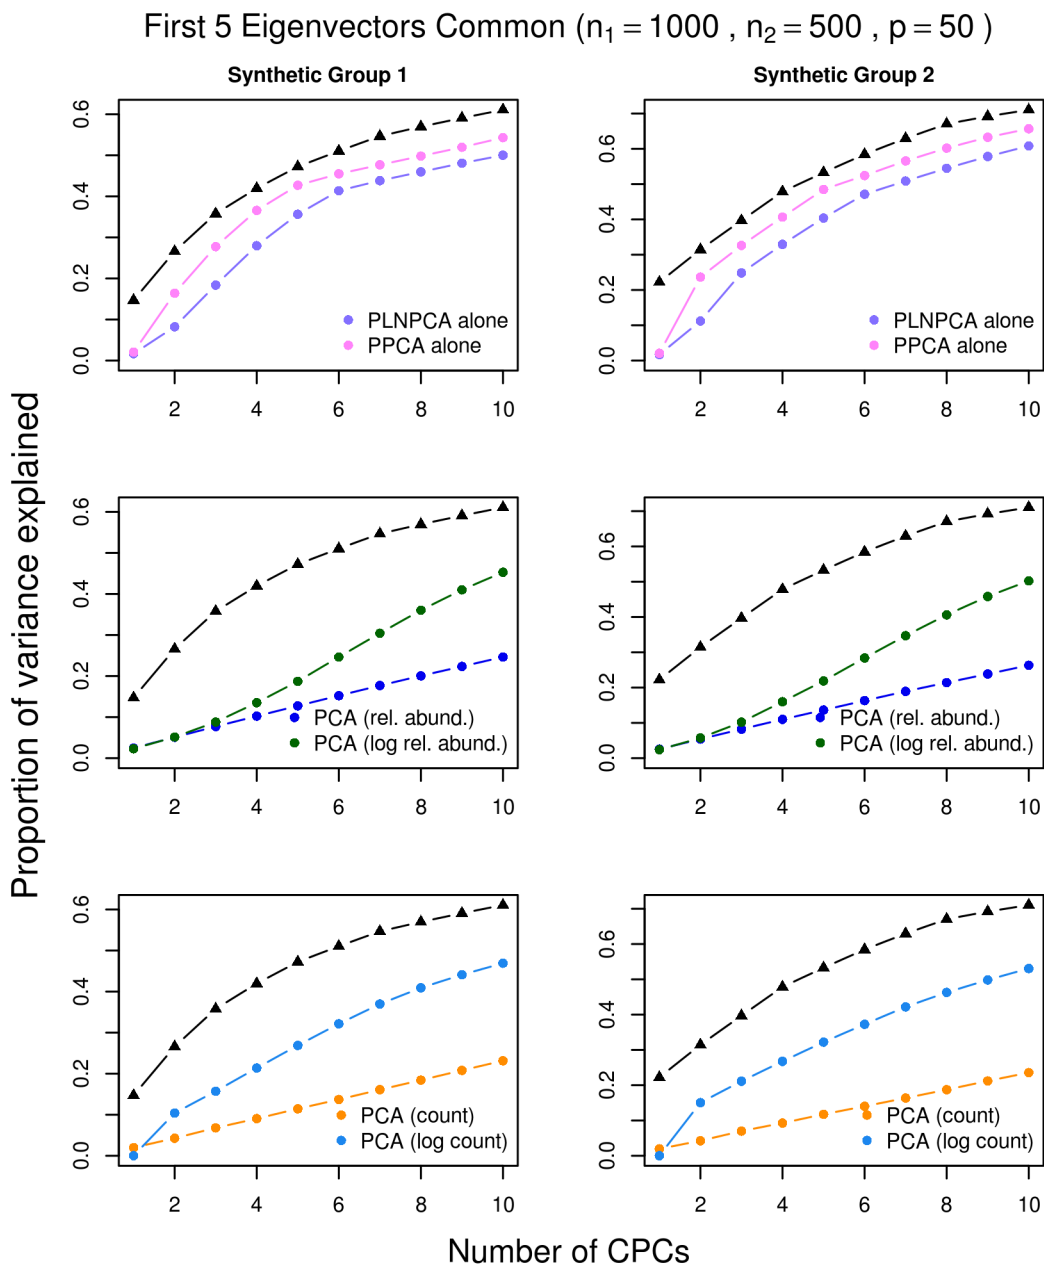 First 5 Eigenvectors Common (n₁ = 1000 , n₂ = 500 , p = 50 )
Synthetic Group 1
Synthetic Group 2
Proportion of variance explained
0.0 0.2 0.4 0.6
PLNPCA alone
PPCA alone
2 4 6 8 10
0.0 0.2 0.4 0.6
PLNPCA alone
PPCA alone
2 4 6 8 10
0.0 0.2 0.4 0.6
PCA (rel. abund.)
PCA (log rel. abund.)
2 4 6 8 10
0.0 0.2 0.4 0.6
PCA (rel. abund.)
PCA (log rel. abund.)
2 4 6 8 10
0.0 0.2 0.4 0.6
PCA (count)
PCA (log count)
2 4 6 8 10
0.0 0.2 0.4 0.6
PCA (count)
PCA (log count)
2 4 6 8 10
Number of CPCs